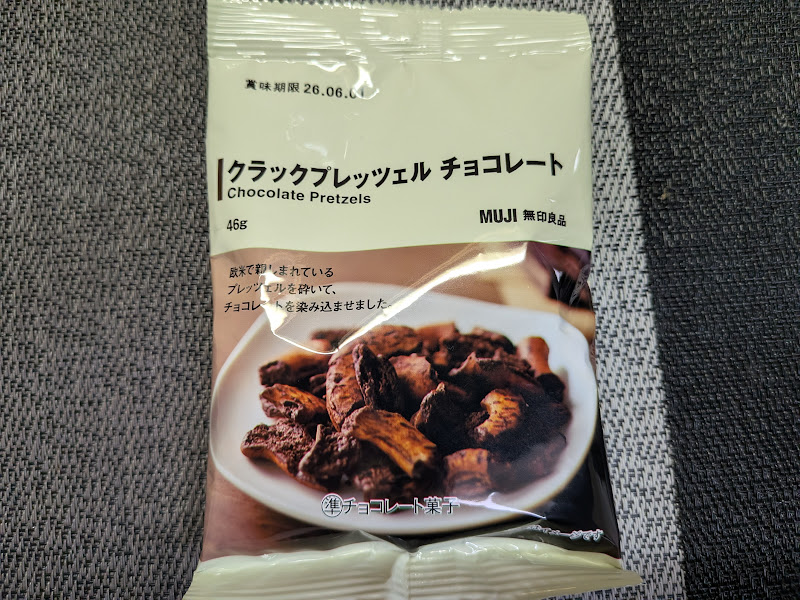 賞味期限 26.06.01
クラックプレッツェル チョコレート
Chocolate Pretzels
46g
MUJI 無印良品
欧米で親しまれている
プレッツェルを砕いて、
チョコレートを染み込ませました。
準チョコレート菓子